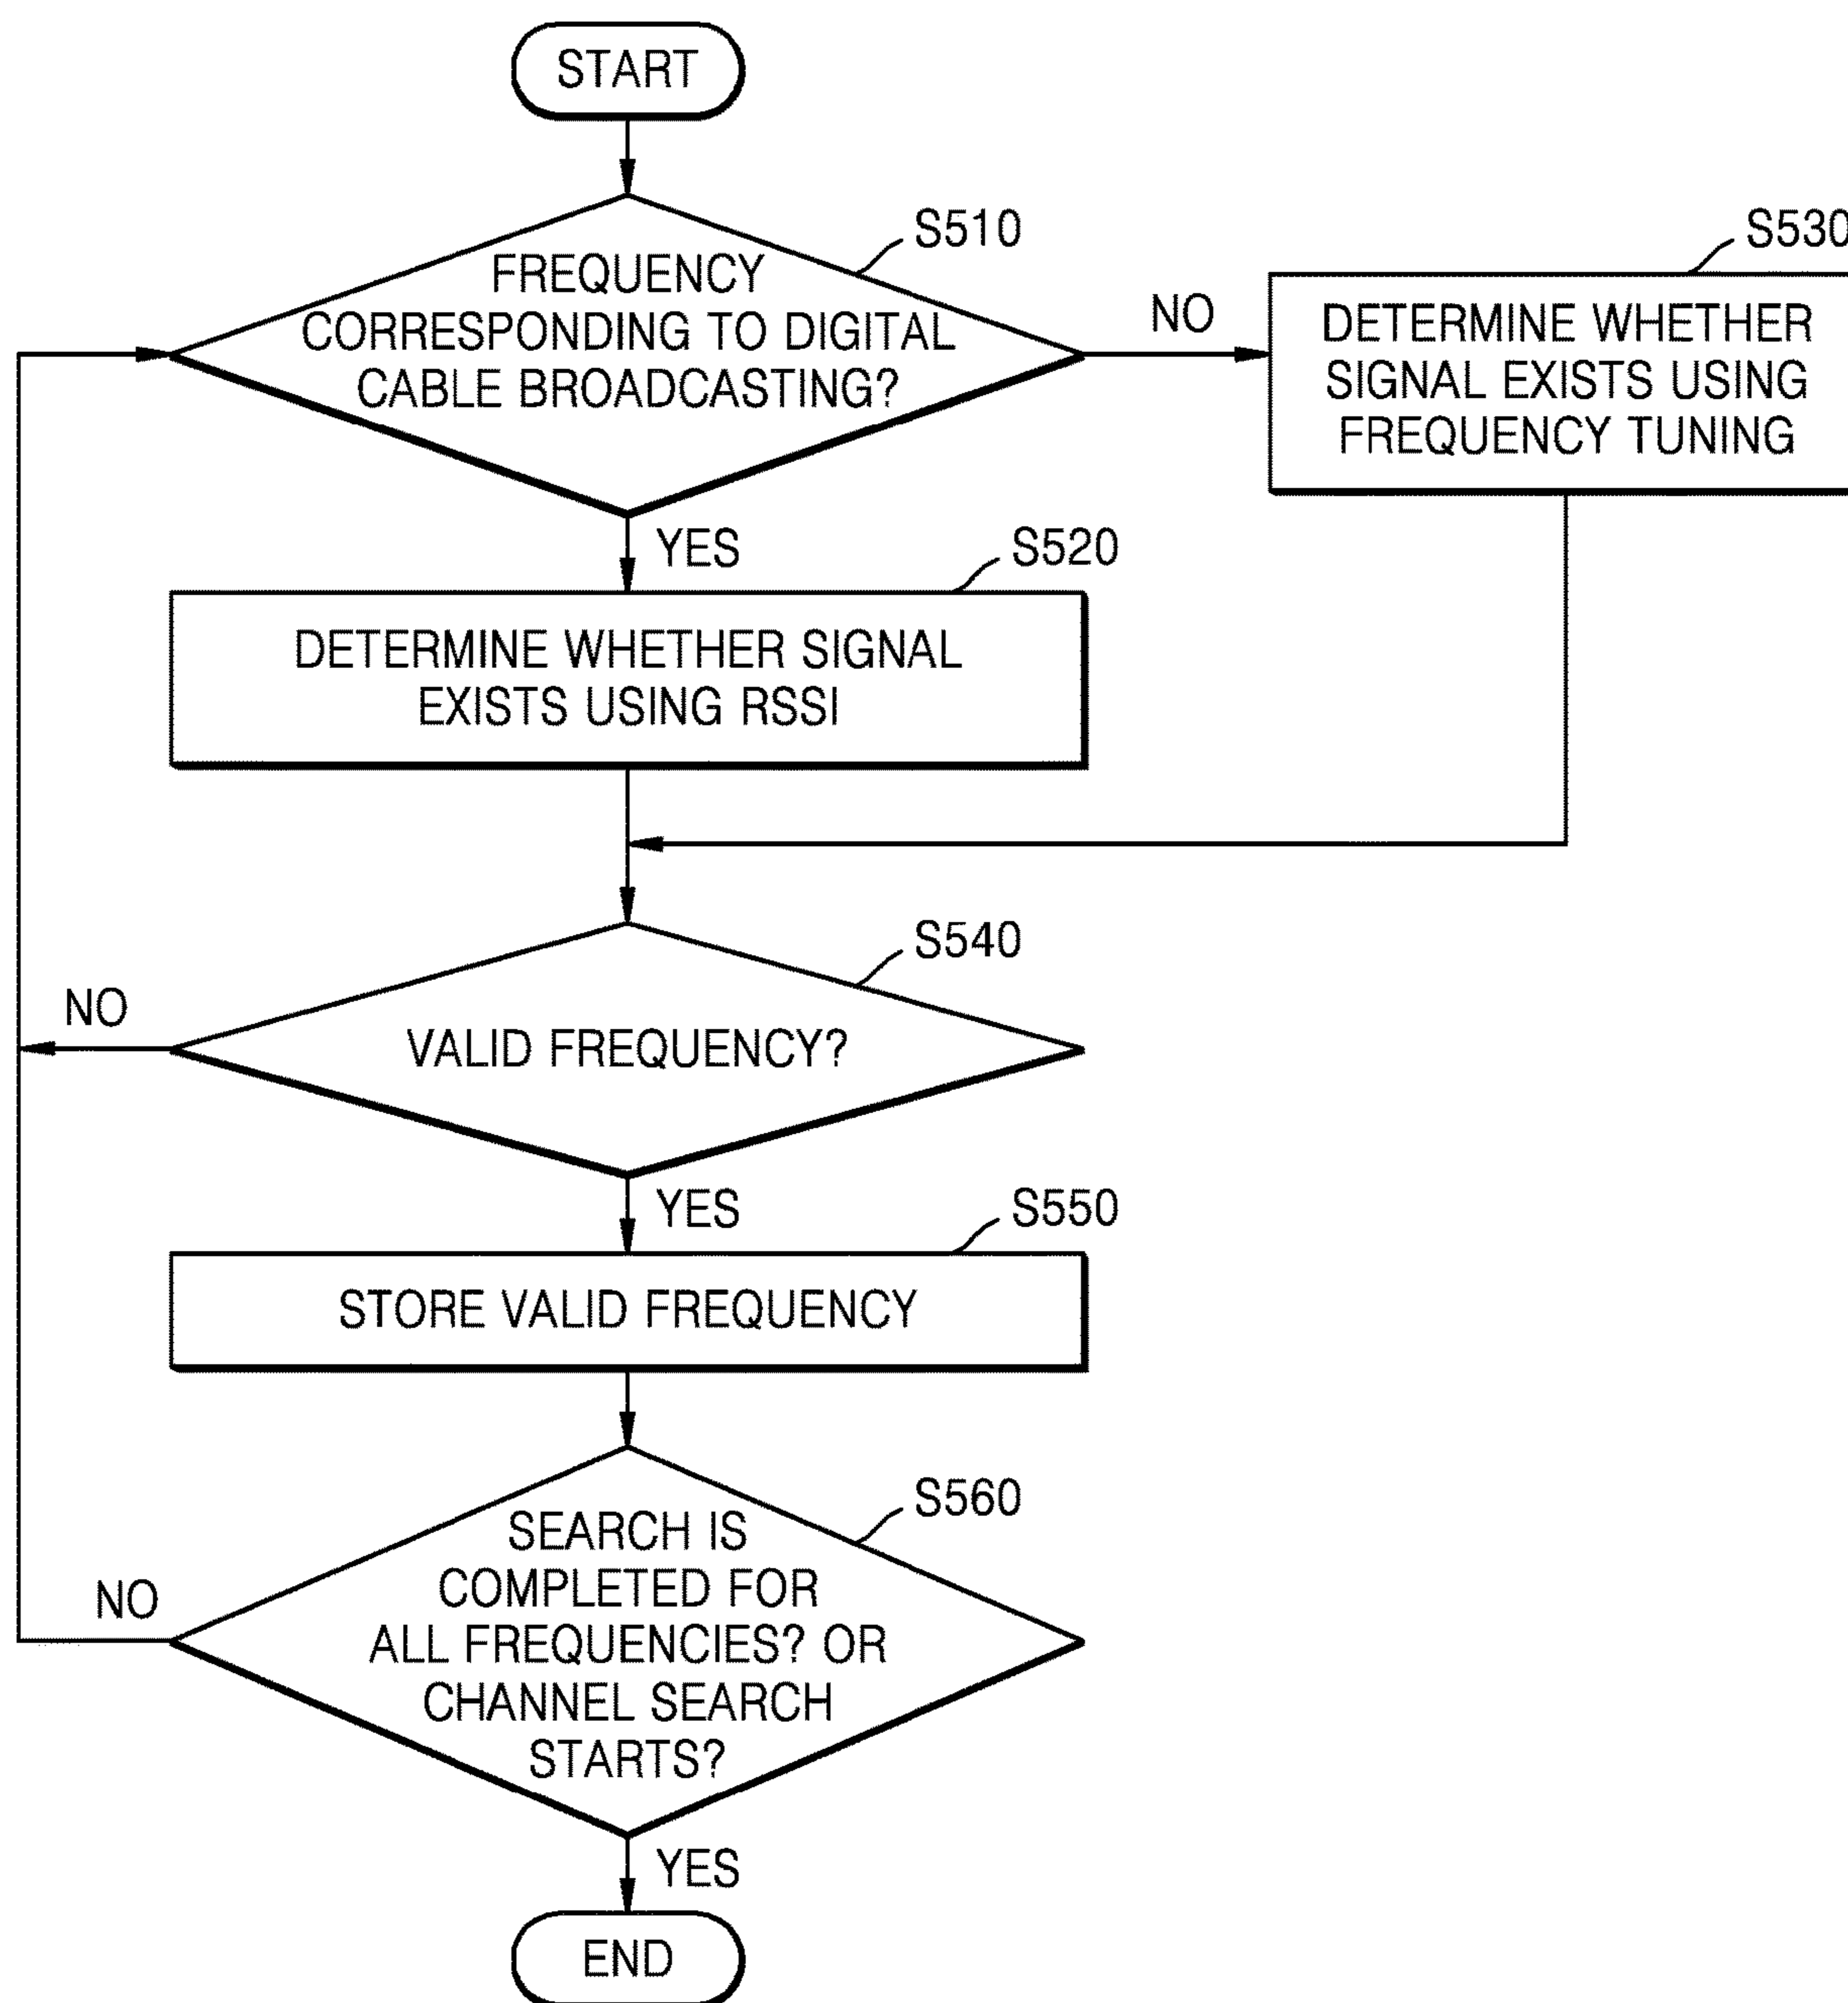 START
S510
FREQUENCY
CORRESPONDING TO DIGITAL
CABLE BROADCASTING?
NO
S530
DETERMINE WHETHER
SIGNAL EXISTS USING
FREQUENCY TUNING
YES
S520
DETERMINE WHETHER SIGNAL
EXISTS USING RSSI
S540
NO
VALID FREQUENCY?
YES
S550
STORE VALID FREQUENCY
S560
SEARCH IS
COMPLETED FOR
ALL FREQUENCIES? OR
CHANNEL SEARCH
STARTS?
NO
YES
END